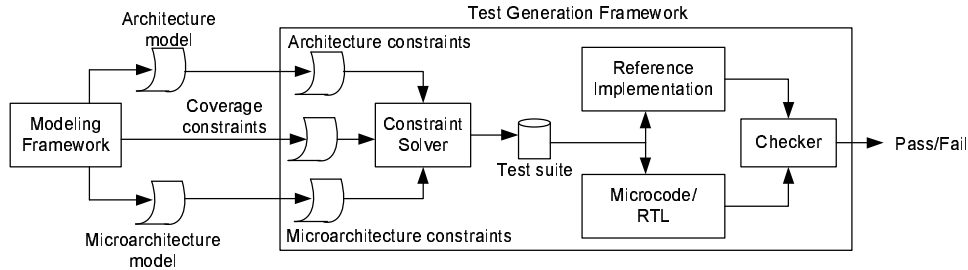 Test Generation Framework
Architecture
model
Architecture constraints
Reference
Implementation
Modeling
Framework
Coverage
constraints
Constraint
Solver
Test suite
Checker
Pass/Fail
Microcode/
RTL
Microarchitecture
model
Microarchitecture constraints